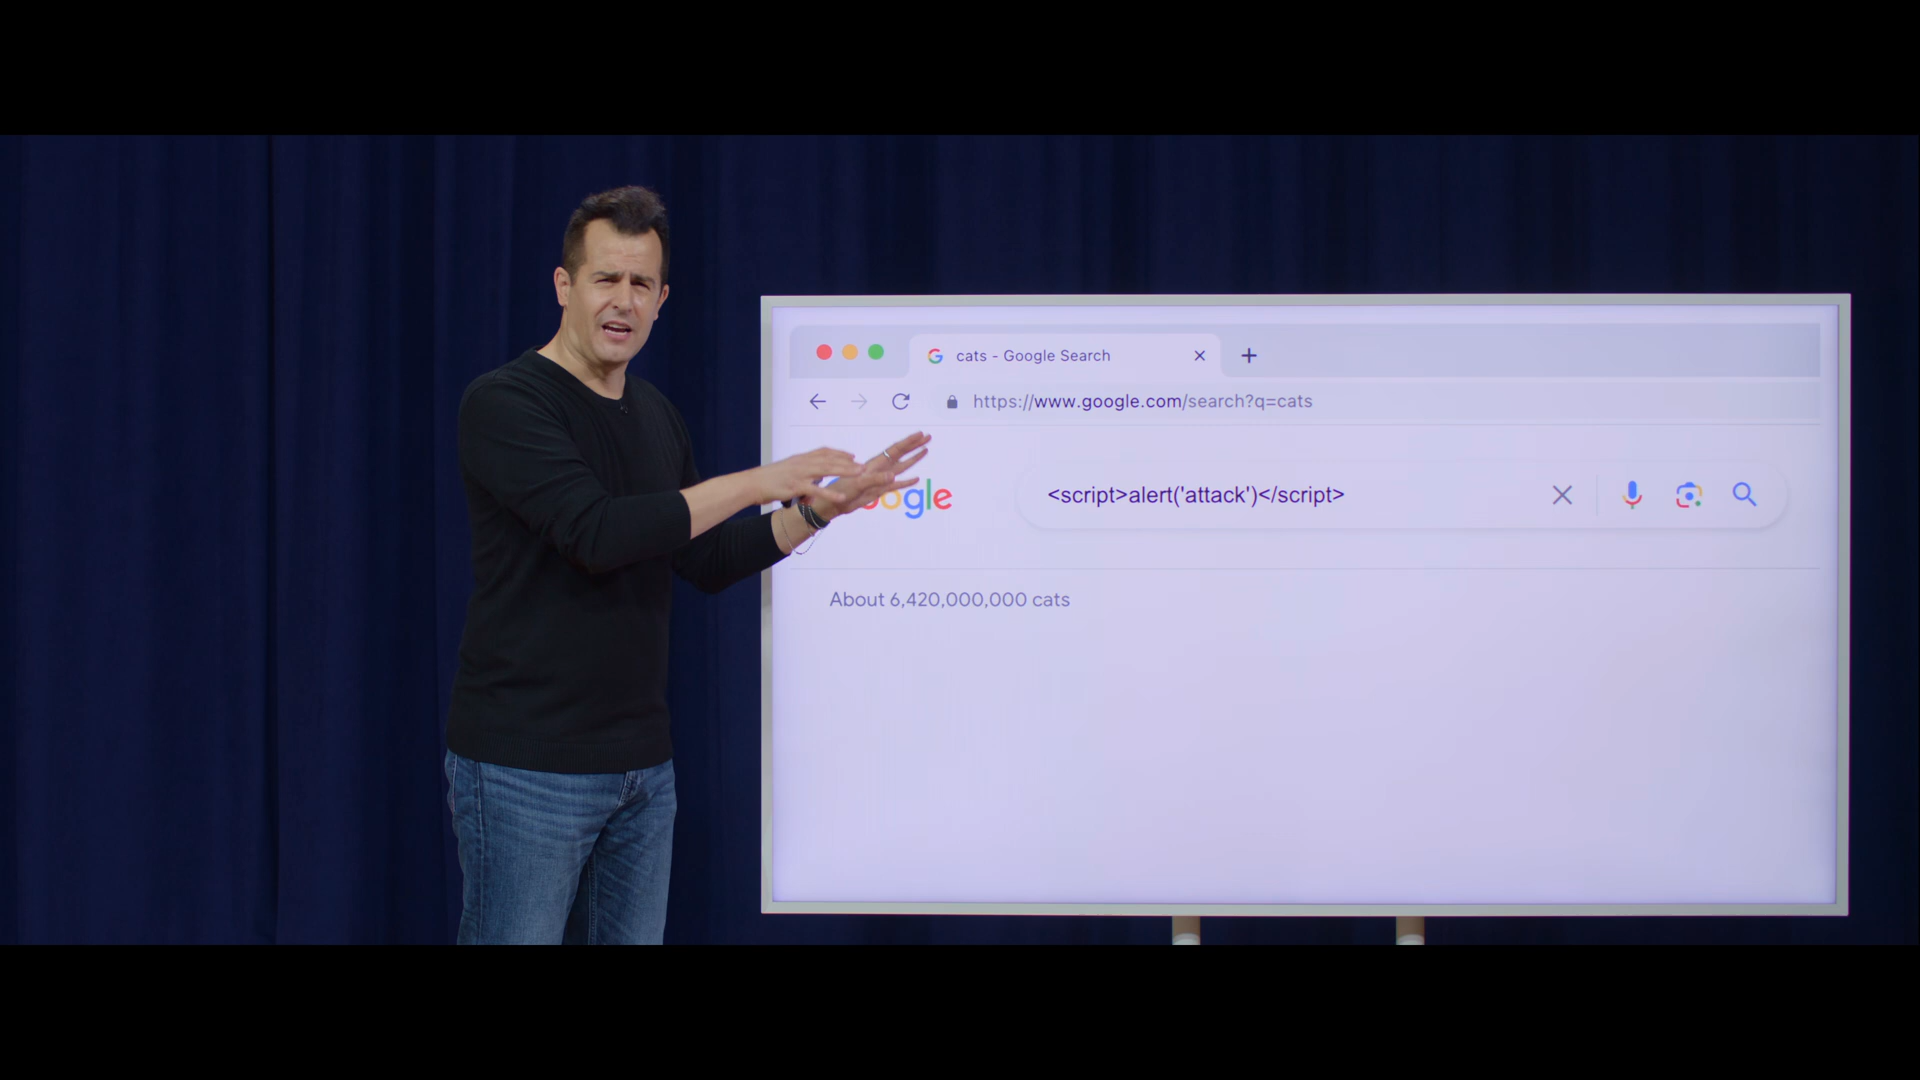 cats - Google Search
https://www.google.com/search?q=cats
Google
<script>alert('attack')</script>
About 6,420,000,000 cats